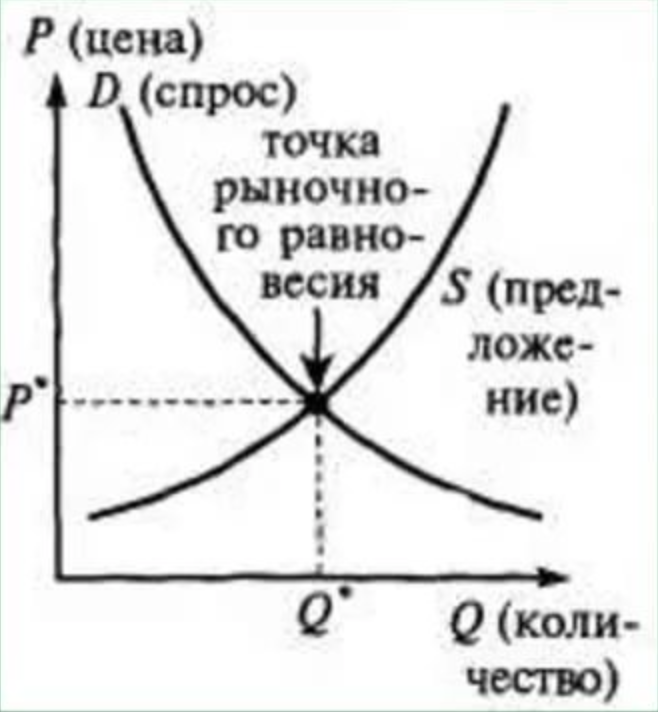 P (цена)
D (спрос)
точка
рыночно-
го равно-
весия
S (пред-
ложе-
ние)
P*
Q*
Q (коли-
чество)